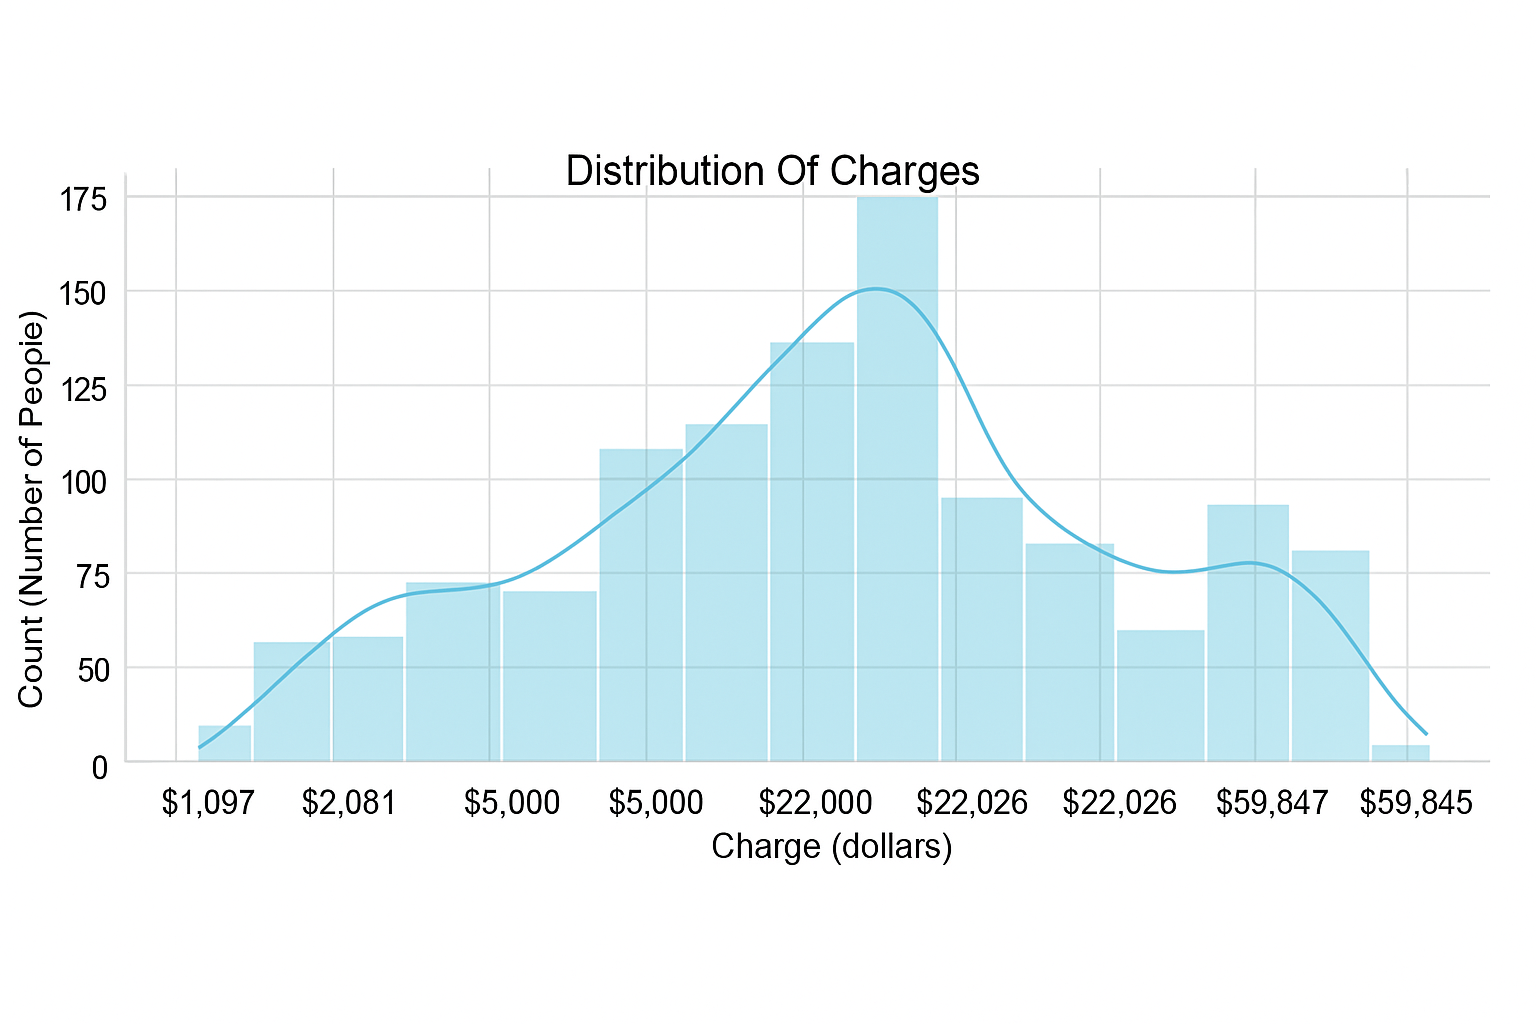 Distribution Of Charges
175
150
125
100
75
50
0
Count (Number of Peopie)
$1,097 $2,081 $5,000 $5,000 $22,000 $22,026 $22,026 $59,847 $59,845
Charge (dollars)